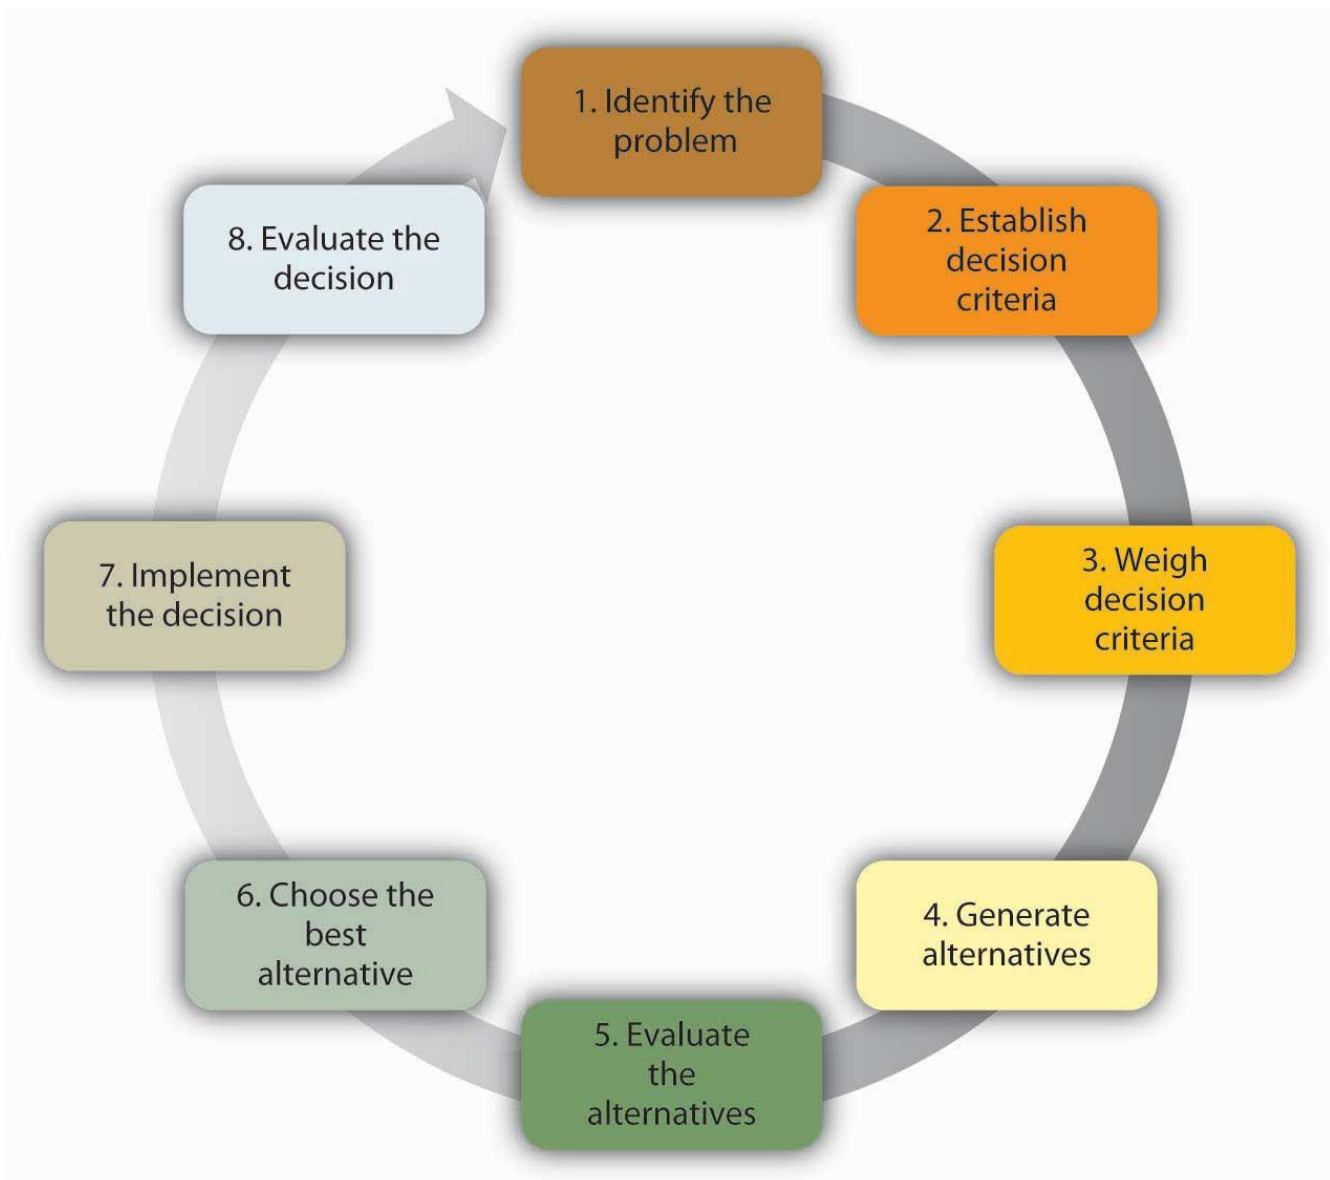 1. Identify the
problem
2. Establish
decision
criteria
3. Weigh
decision
criteria
4. Generate
alternatives
5. Evaluate
the
alternatives
6. Choose the
best
alternative
7. Implement
the decision
8. Evaluate the
decision